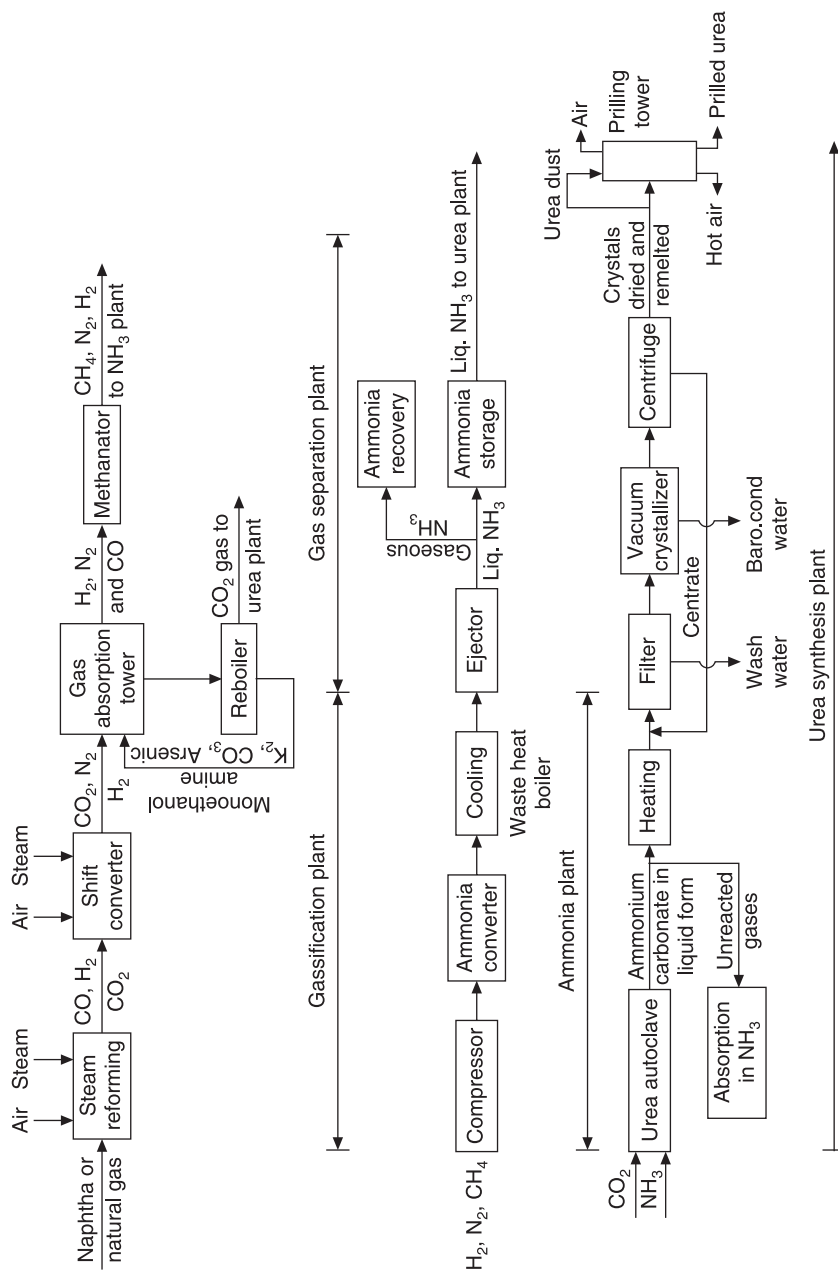 Air
Steam
Air
Steam
Naphtha or
natural gas
Steam
reforming
CO, H2
CO2
Shift
converter
CO2, N2
H2
Gas
absorption
tower
H2, N2
and CO
Methanator
CH4, N2, H2
to NH3 plant
Monoethanol
amine
K2, CO3, Arsenic
Reboiler
CO2 gas to
urea plant
Gassification plant
Gas separation plant
H2, N2, CH4
Compressor
Ammonia
converter
Cooling
Waste heat
boiler
Ejector
Gaseous
NH3
Liq. NH3
Ammonia
recovery
Ammonia
storage
Liq. NH3 to urea plant
Ammonia plant
CO2
NH3
Urea autoclave
Ammonium
carbonate in
liquid form
Unreacted
gases
Absorption
in NH3
Heating
Filter
Wash
water
Centrate
Vacuum
crystallizer
Baro.cond
water
Centrifuge
Crystals
dried and
remelted
Urea dust
Air
Prilling
tower
Hot air
Prilled urea
Urea synthesis plant